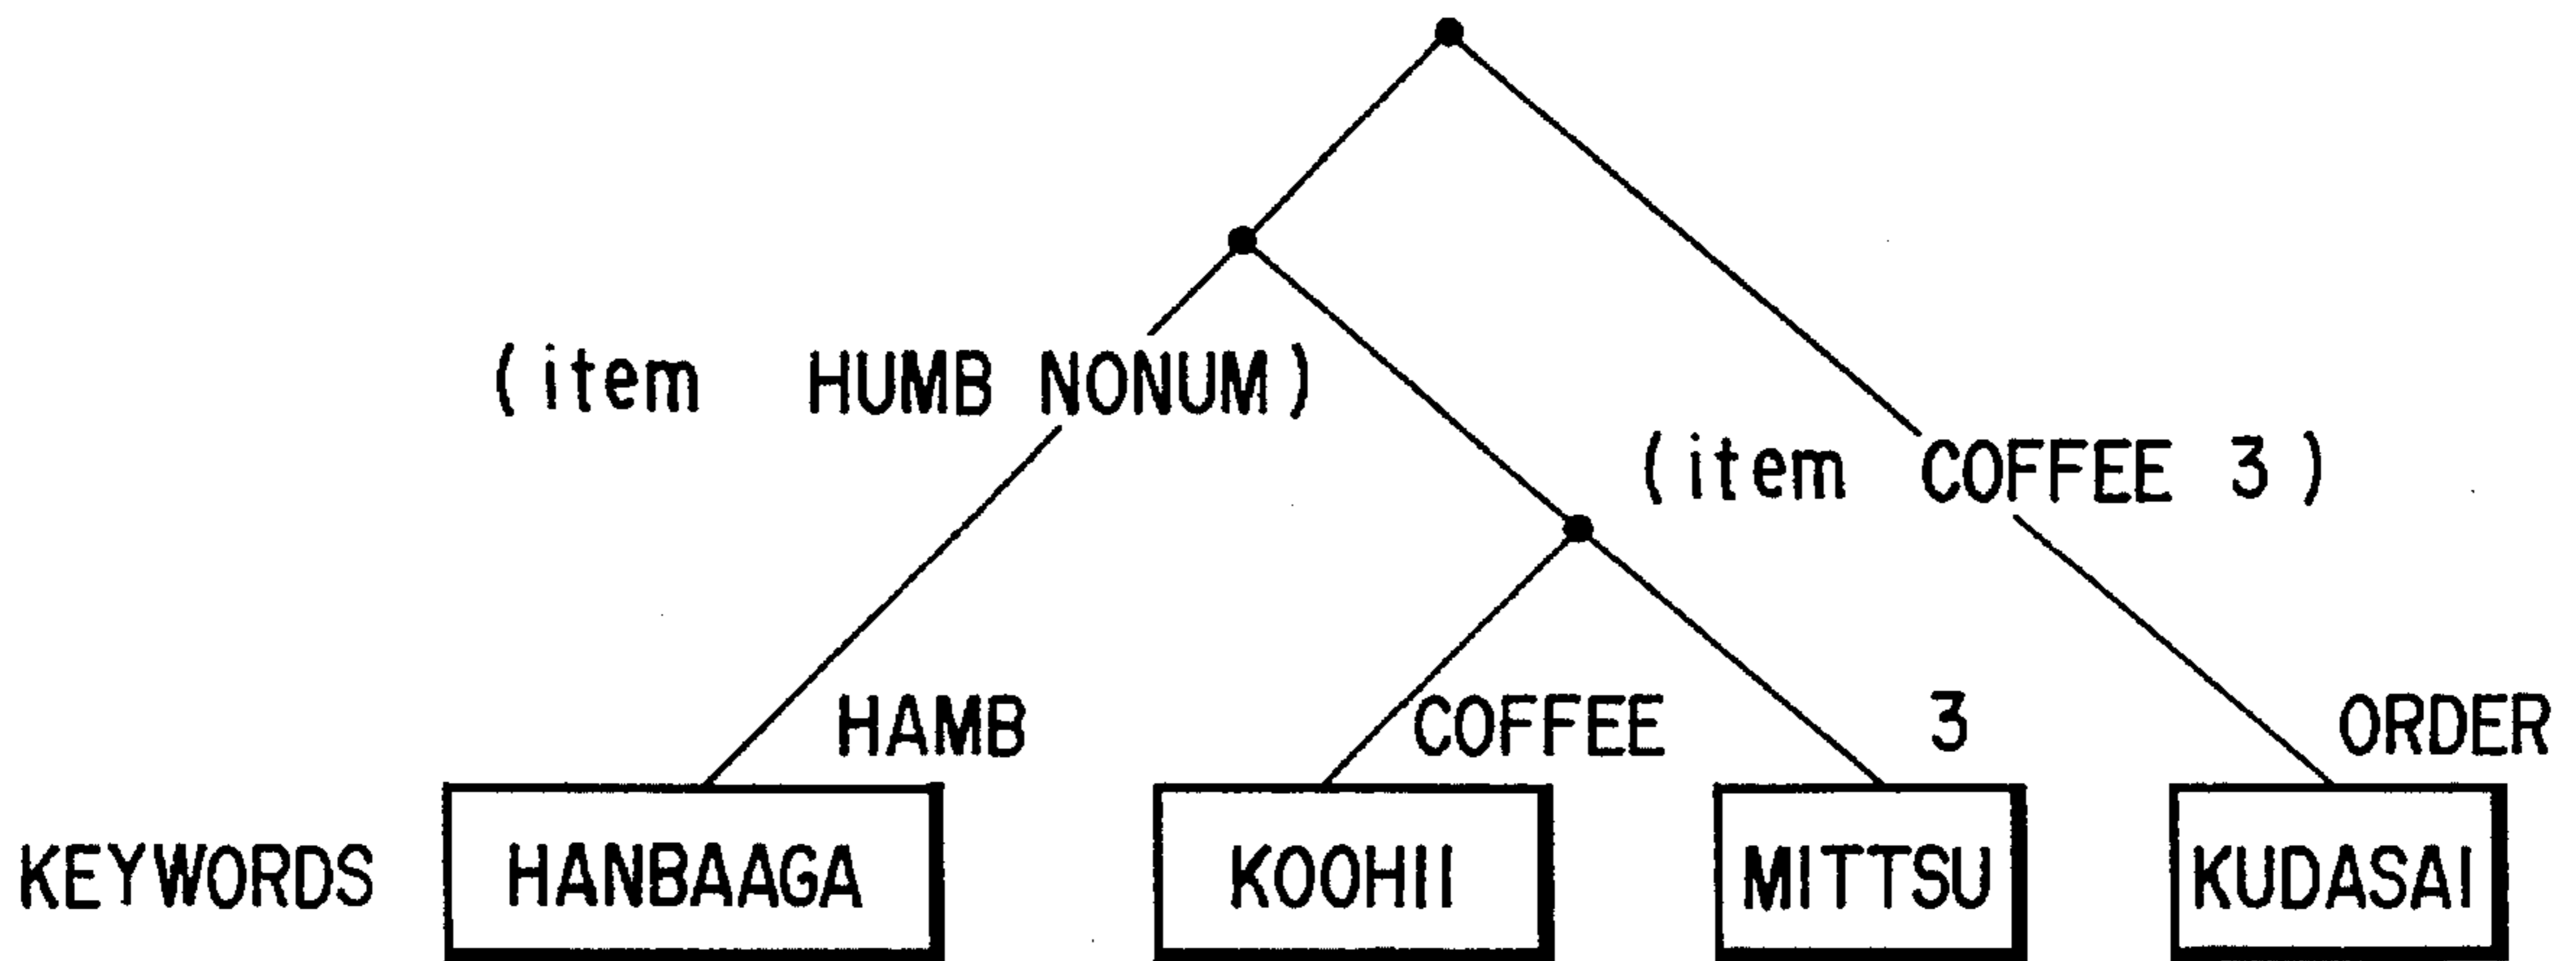 (item HUMB NONUM)
(item COFFEE 3)
HAMB COFFEE 3 ORDER
KEYWORDS HANBAAGA KOOHII MITTSU KUDASAI